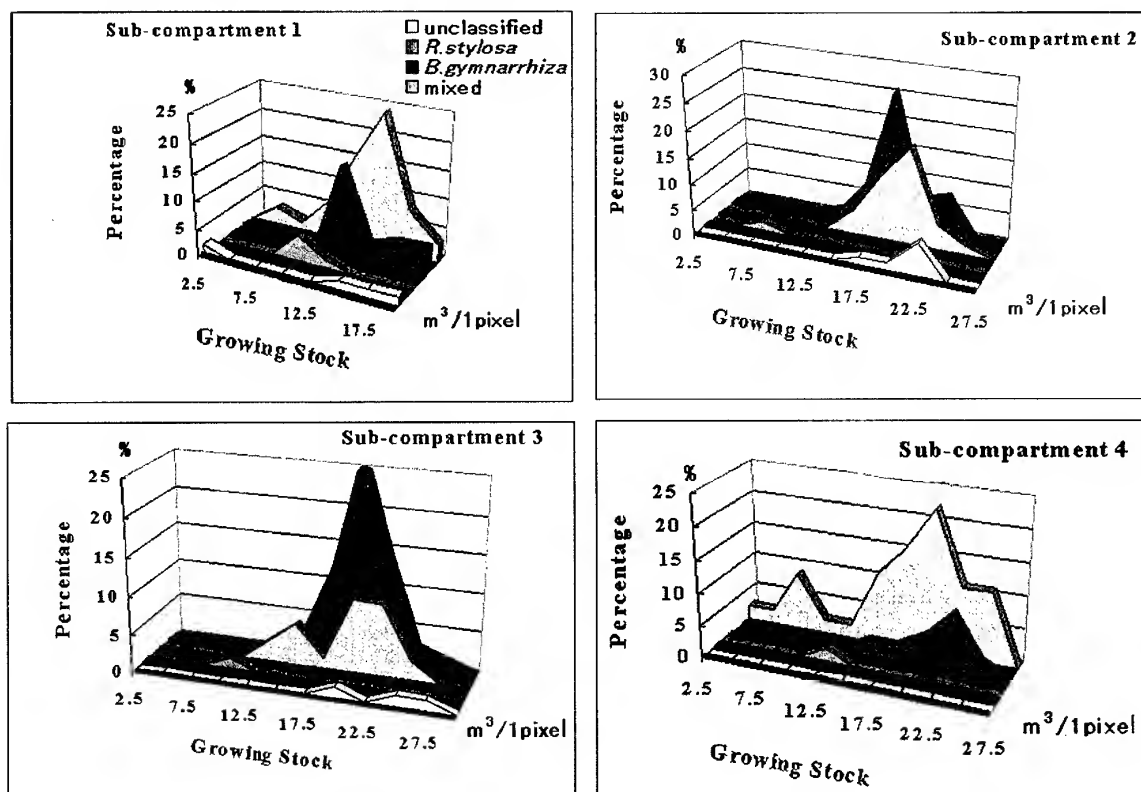 Sub-compartment 1
unclassified
R.stylosa
B.gymnarrhiza
mixed
%
25
20
15
10
5
0
Percentage
2.5
7.5
12.5
17.5
m³/1pixel
Growing Stock
Sub-compartment 2
%
30
25
20
15
10
5
0
Percentage
2.5
7.5
12.5
17.5
22.5
27.5
m³/1pixel
Growing Stock
Sub-compartment 3
%
25
20
15
10
5
0
Percentage
2.5
7.5
12.5
17.5
22.5
27.5
m³/1pixel
Growing Stock
Sub-compartment 4
%
25
20
15
10
5
0
Percentage
2.5
7.5
12.5
17.5
22.5
27.5
m³/1pixel
Growing Stock